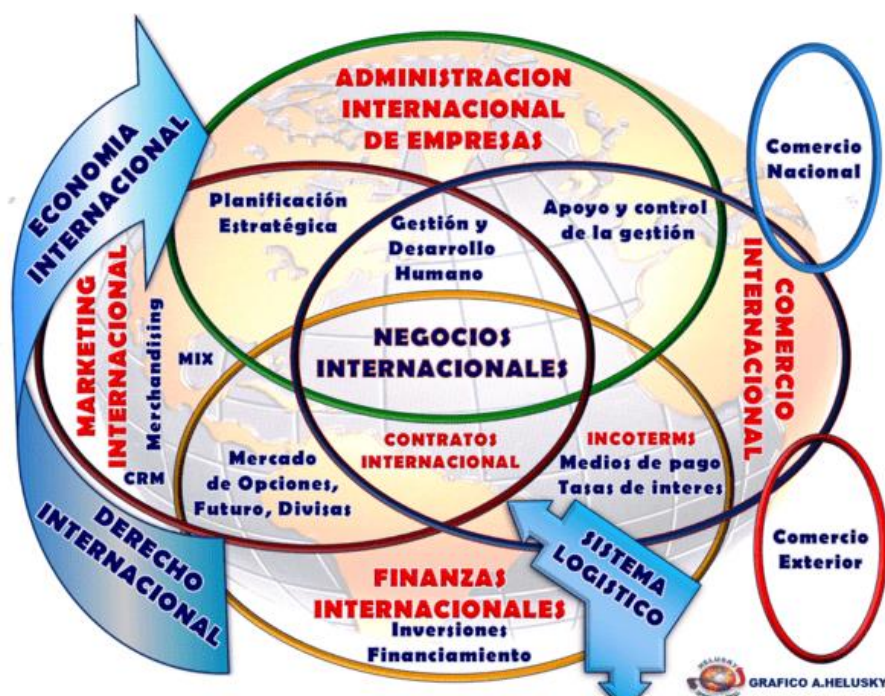 ADMINISTRACION
INTERNACIONAL
DE EMPRESAS
ECONOMIA
INTERNACIONAL
Comercio
Nacional
Planificación
Estratégica
Gestión y
Desarrollo
Humano
Apoyo y control
de la gestión
MARKETING
INTERNACIONAL
Merchandising
MIX
CRM
NEGOCIOS
INTERNACIONALES
COMERCIO
INTERNACIONAL
CONTRATOS
INTERNACIONAL
INCOTERMS
Medios de pago
Tasas de interes
Mercado
de Opciones,
Futuro, Divisas
DERECHO
INTERNACIONAL
SISTEMA
LOGISTICO
Comercio
Exterior
FINANZAS
INTERNACIONALES
Inversiones
Financiamiento
HELUSKY
GRAFICO A.HELUSKY